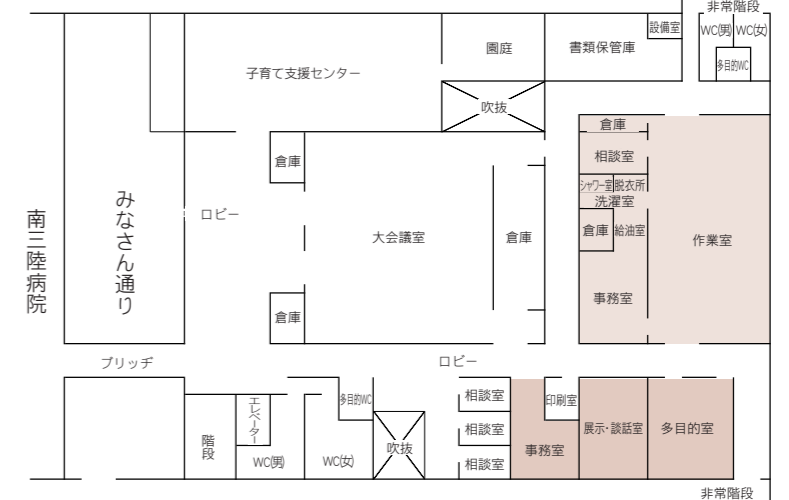 非常階段
設備室
WC(男)
WC(女)
園庭
書類保管庫
多目的WC
子育て支援センター
吹抜
倉庫
相談室
倉庫
シャワー室
脱衣所
洗濯室
みなさん通り
南三陸病院
ロビー
大会議室
倉庫
倉庫
給油室
作業室
事務室
倉庫
ブリッヂ
ロビー
エレベーター
多目的WC
相談室
印刷室
階段
WC(男)
WC(女)
吹抜
相談室
相談室
事務室
展示・談話室
多目的室
非常階段